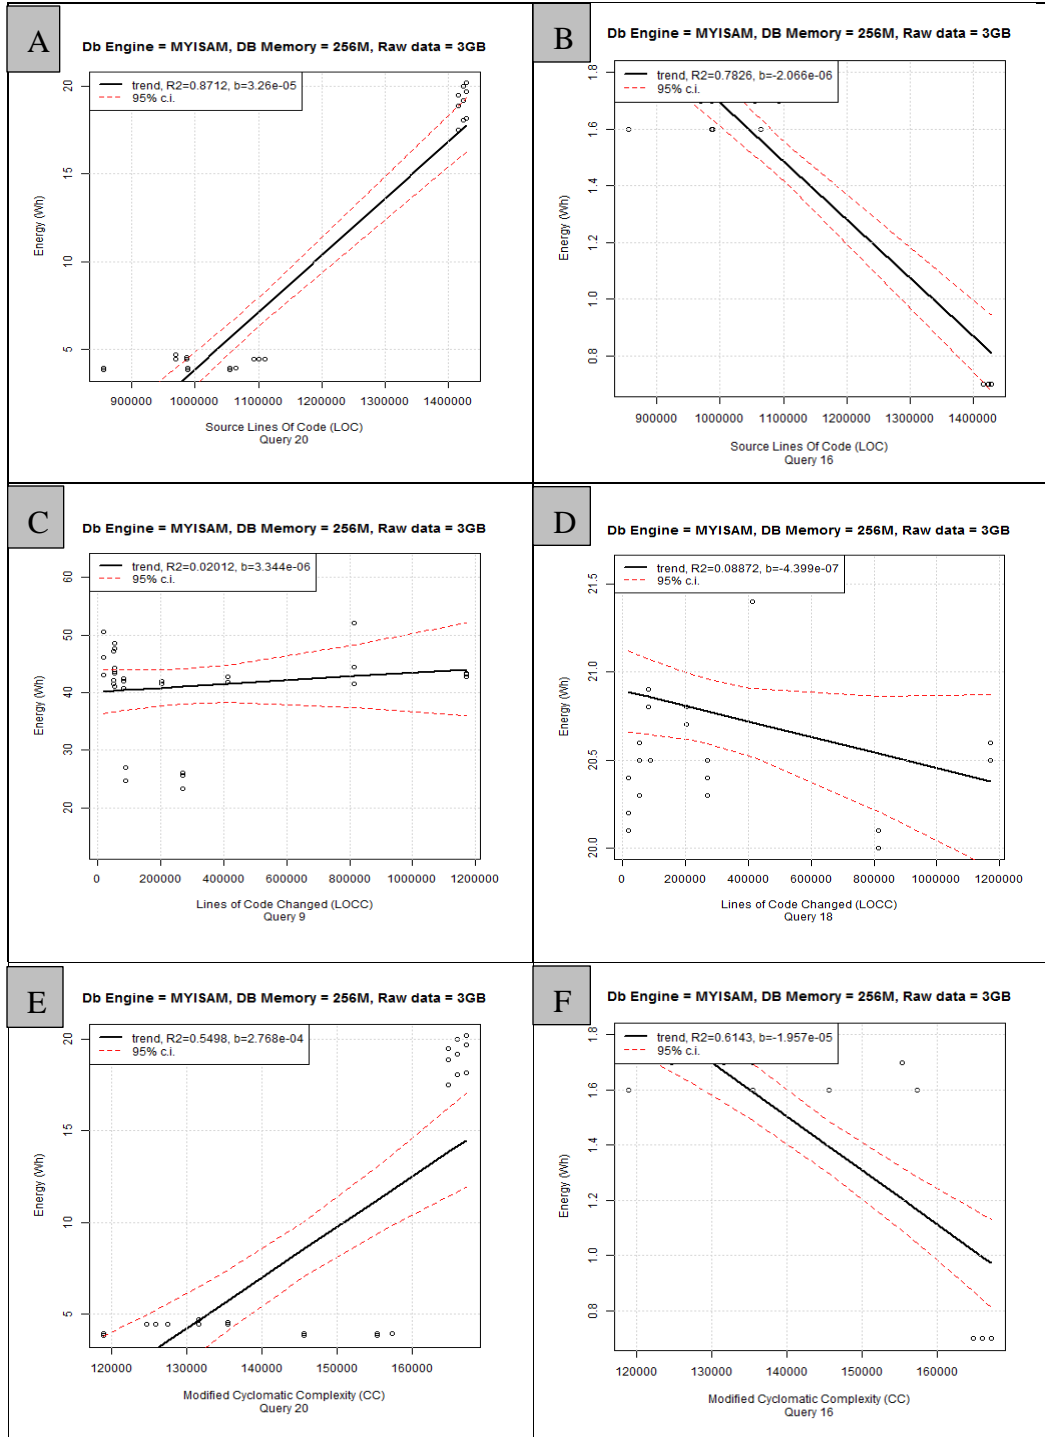 A
Db Engine = MYISAM, DB Memory = 256M, Raw data = 3GB
trend, R2=0.8712, b=3.26e-05
95% c.i.
20
15
10
5
Energy (Wh)
900000 1000000 1100000 1200000 1300000 1400000
Source Lines Of Code (LOC)
Query 20
B
Db Engine = MYISAM, DB Memory = 256M, Raw data = 3GB
trend, R2=0.7826, b=-2.066e-06
95% c.i.
1.8
1.6
1.4
1.2
1.0
0.8
Energy (Wh)
900000 1000000 1100000 1200000 1300000 1400000
Source Lines Of Code (LOC)
Query 16
C
Db Engine = MYISAM, DB Memory = 256M, Raw data = 3GB
trend, R2=0.02012, b=3.344e-06
95% c.i.
60
50
40
30
20
Energy (Wh)
0 200000 400000 600000 800000 1000000 1200000
Lines of Code Changed (LOCC)
Query 9
D
Db Engine = MYISAM, DB Memory = 256M, Raw data = 3GB
trend, R2=0.08872, b=-4.399e-07
95% c.i.
21.5
21.0
20.5
20.0
Energy (Wh)
0 200000 400000 600000 800000 1000000 1200000
Lines of Code Changed (LOCC)
Query 18
E
Db Engine = MYISAM, DB Memory = 256M, Raw data = 3GB
trend, R2=0.5498, b=2.768e-04
95% c.i.
20
15
10
5
Energy (Wh)
120000 130000 140000 150000 160000
Modified Cyclomatic Complexity (CC)
Query 20
F
Db Engine = MYISAM, DB Memory = 256M, Raw data = 3GB
trend, R2=0.6143, b=-1.957e-05
95% c.i.
1.8
1.6
1.4
1.2
1.0
0.8
Energy (Wh)
120000 130000 140000 150000 160000
Modified Cyclomatic Complexity (CC)
Query 16